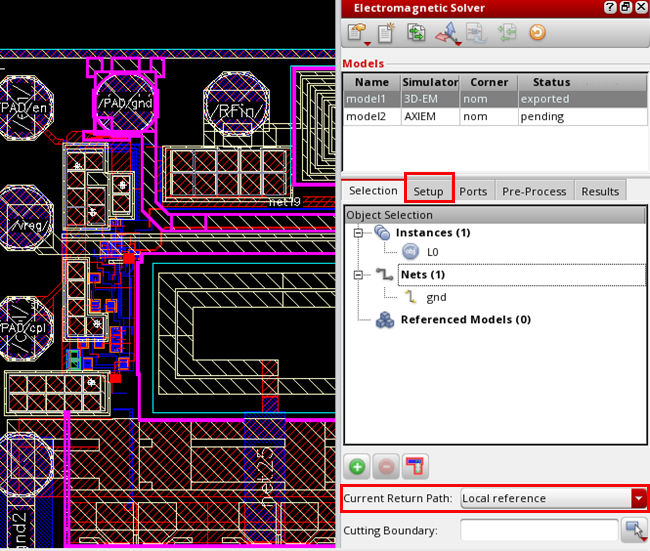 Electromagnetic Solver
Models
Name Simulator Corner Status
model1 3D-EM nom exported
model2 AXIEM nom pending
Selection Setup Ports Pre-Process Results
Object Selection
Instances (1)
L0
Nets (1)
gnd
Referenced Models (0)
Current Return Path: Local reference
Cutting Boundary:
PAD/en
/PAD/gnd
/RFin/
net19
/vreg/
PAD/cpl
net25
gnd2